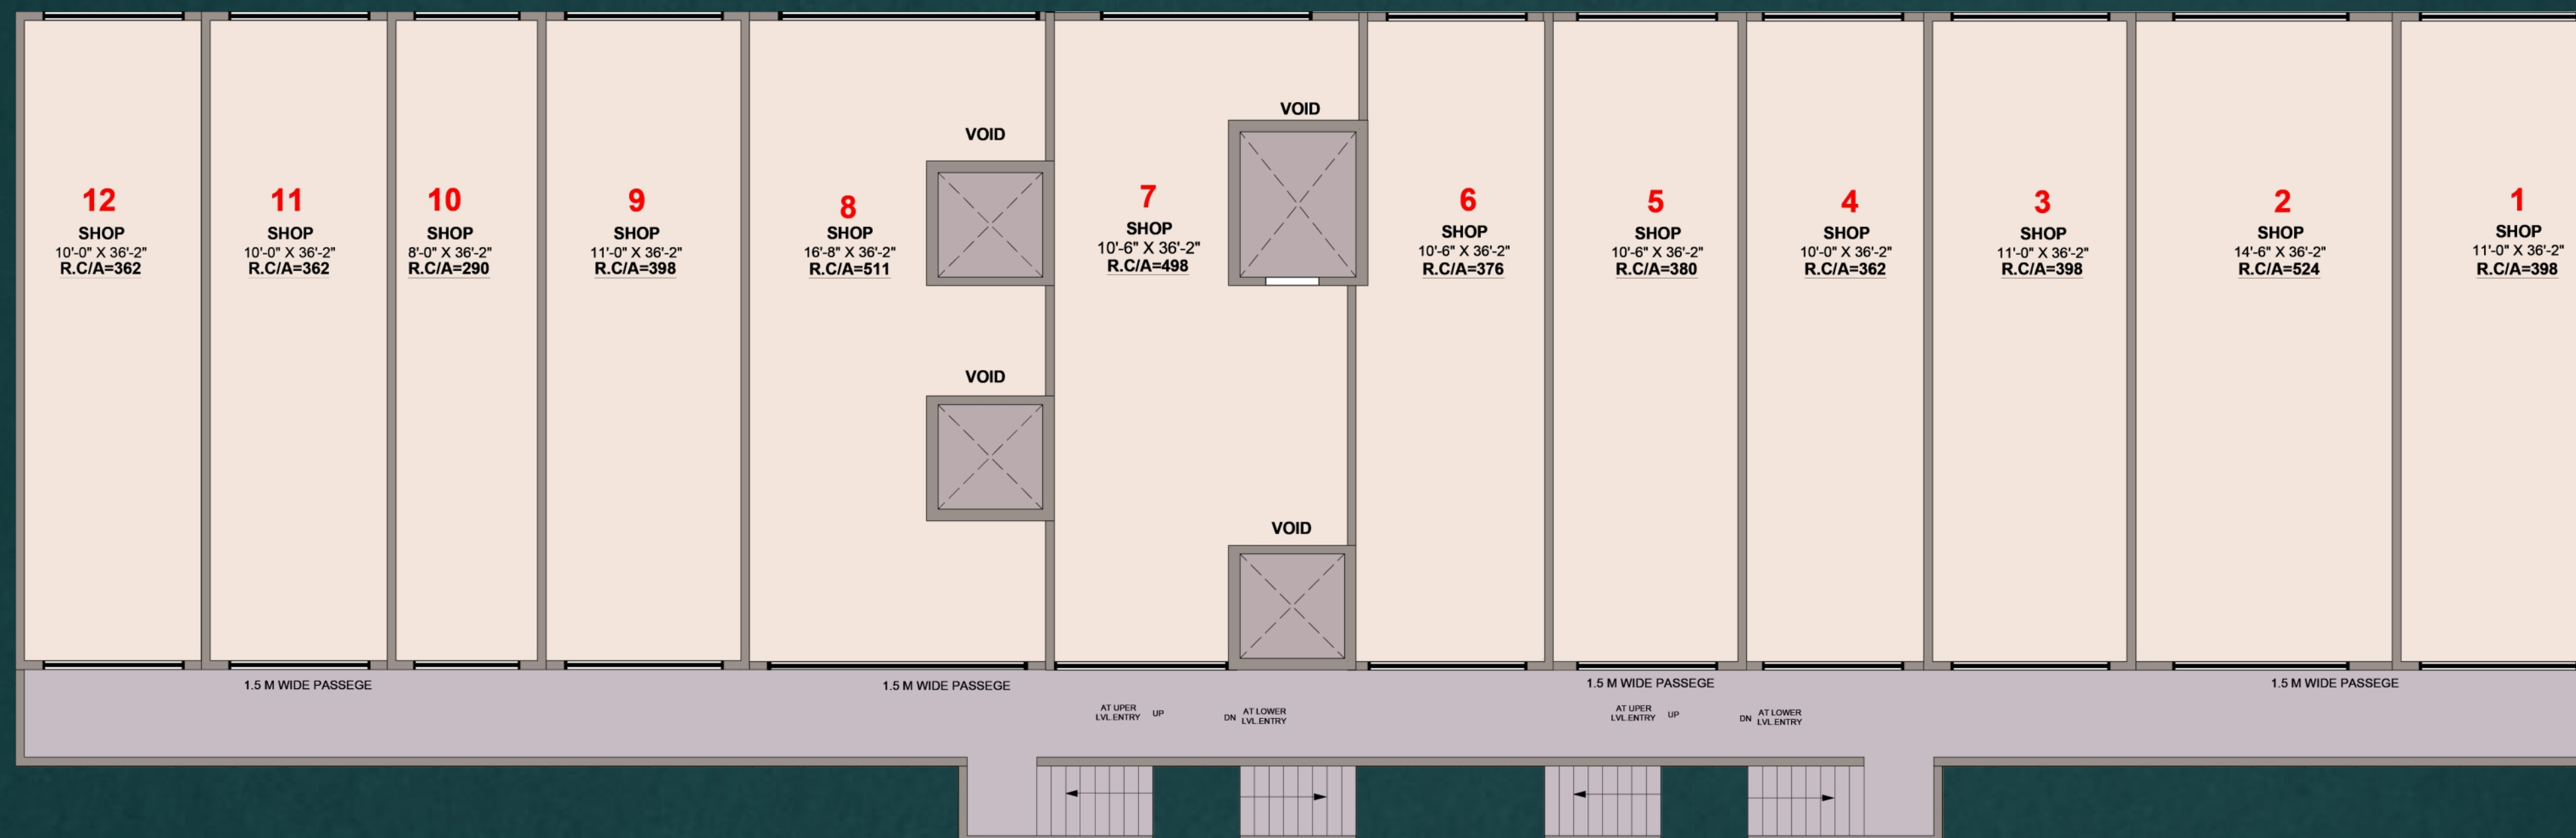 VOID
VOID
12
SHOP
10'-0" X 36'-2"
R.C/A=362
11
SHOP
10'-0" X 36'-2"
R.C/A=362
10
SHOP
8'-0" X 36'-2"
R.C/A=290
9
SHOP
11'-0" X 36'-2"
R.C/A=398
8
SHOP
16'-8" X 36'-2"
R.C/A=511
7
SHOP
10'-6" X 36'-2"
R.C/A=498
6
SHOP
10'-6" X 36'-2"
R.C/A=376
5
SHOP
10'-6" X 36'-2"
R.C/A=380
4
SHOP
10'-0" X 36'-2"
R.C/A=362
3
SHOP
11'-0" X 36'-2"
R.C/A=398
2
SHOP
14'-6" X 36'-2"
R.C/A=524
1
SHOP
11'-0" X 36'-2"
R.C/A=398
VOID
VOID
1.5 M WIDE PASSEGE
1.5 M WIDE PASSEGE
1.5 M WIDE PASSEGE
1.5 M WIDE PASSEGE
AT UPER
LVL.ENTRY
UP
DN
AT LOWER
LVL.ENTRY
AT UPER
LVL.ENTRY
UP
DN
AT LOWER
LVL.ENTRY